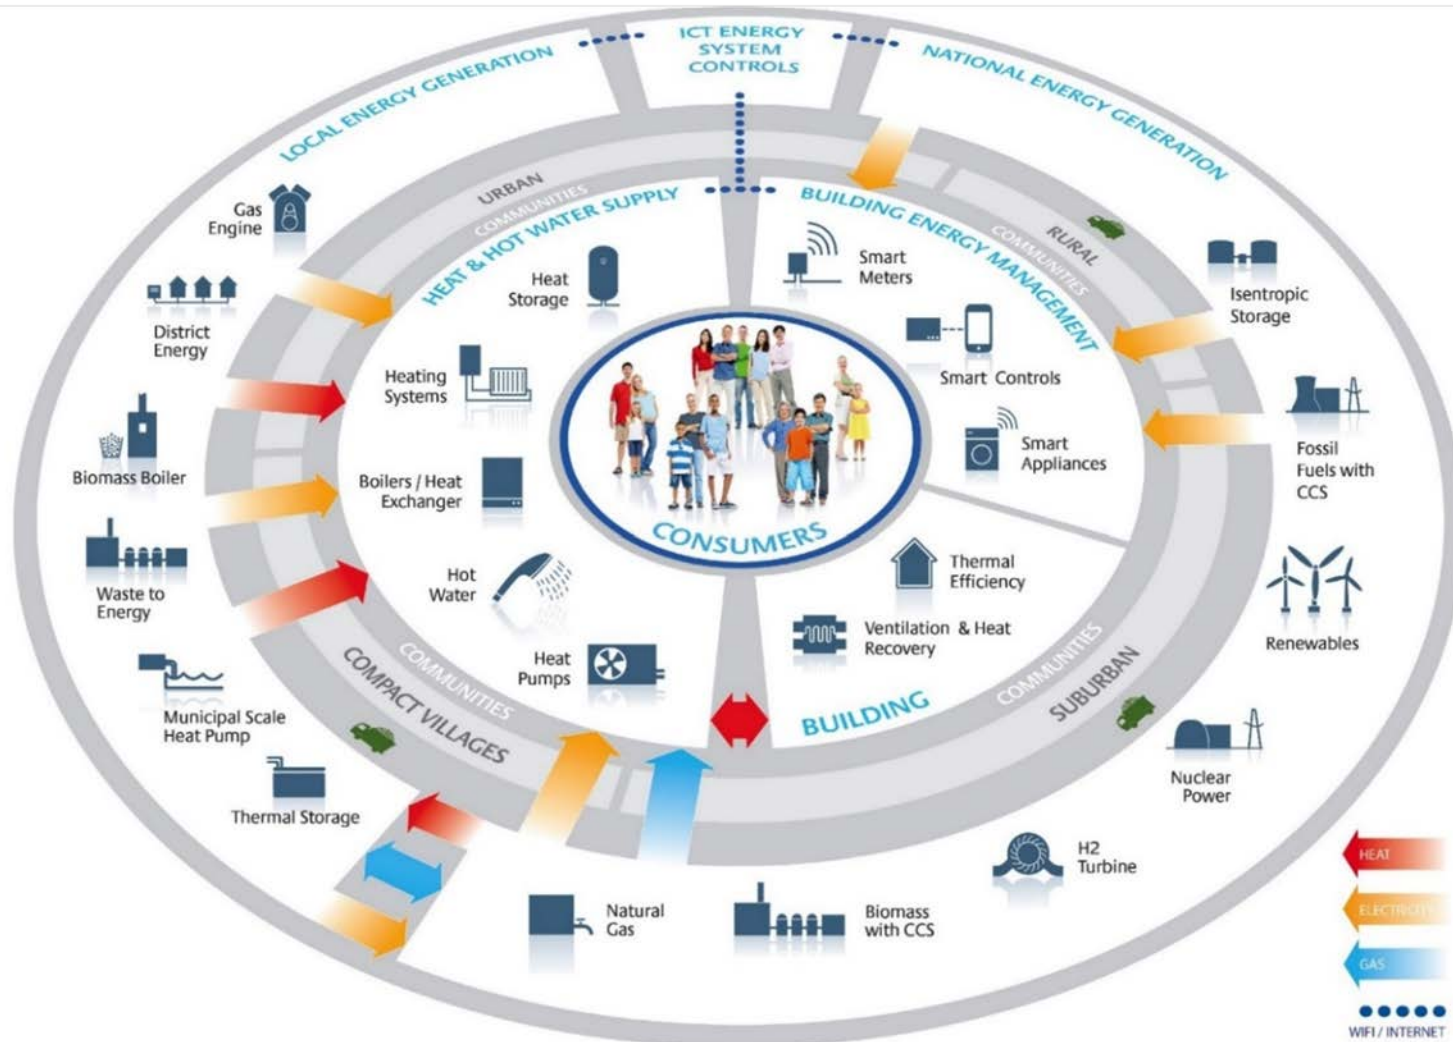 LOCAL ENERGY GENERATION
ICT ENERGY
SYSTEM
CONTROLS
NATIONAL ENERGY GENERATION
URBAN
COMMUNITIES
HEAT & HOT WATER SUPPLY
BUILDING ENERGY MANAGEMENT
RURAL
COMMUNITIES
Gas
Engine
District
Energy
Biomass Boiler
Waste to
Energy
Municipal Scale
Heat Pump
Thermal Storage
Heat
Storage
Heating
Systems
Boilers / Heat
Exchanger
Hot
Water
Heat
Pumps
Smart
Meters
Smart Controls
Smart
Appliances
CONSUMERS
Thermal
Efficiency
Ventilation & Heat
Recovery
BUILDING
COMMUNITIES
SUBURBAN
COMMUNITIES
COMPACT VILLAGES
Isentropic
Storage
Fossil
Fuels with
CCS
Renewables
Nuclear
Power
H2
Turbine
Biomass
with CCS
Natural
Gas
HEAT
ELECTRICITY
GAS
WIFI / INTERNET